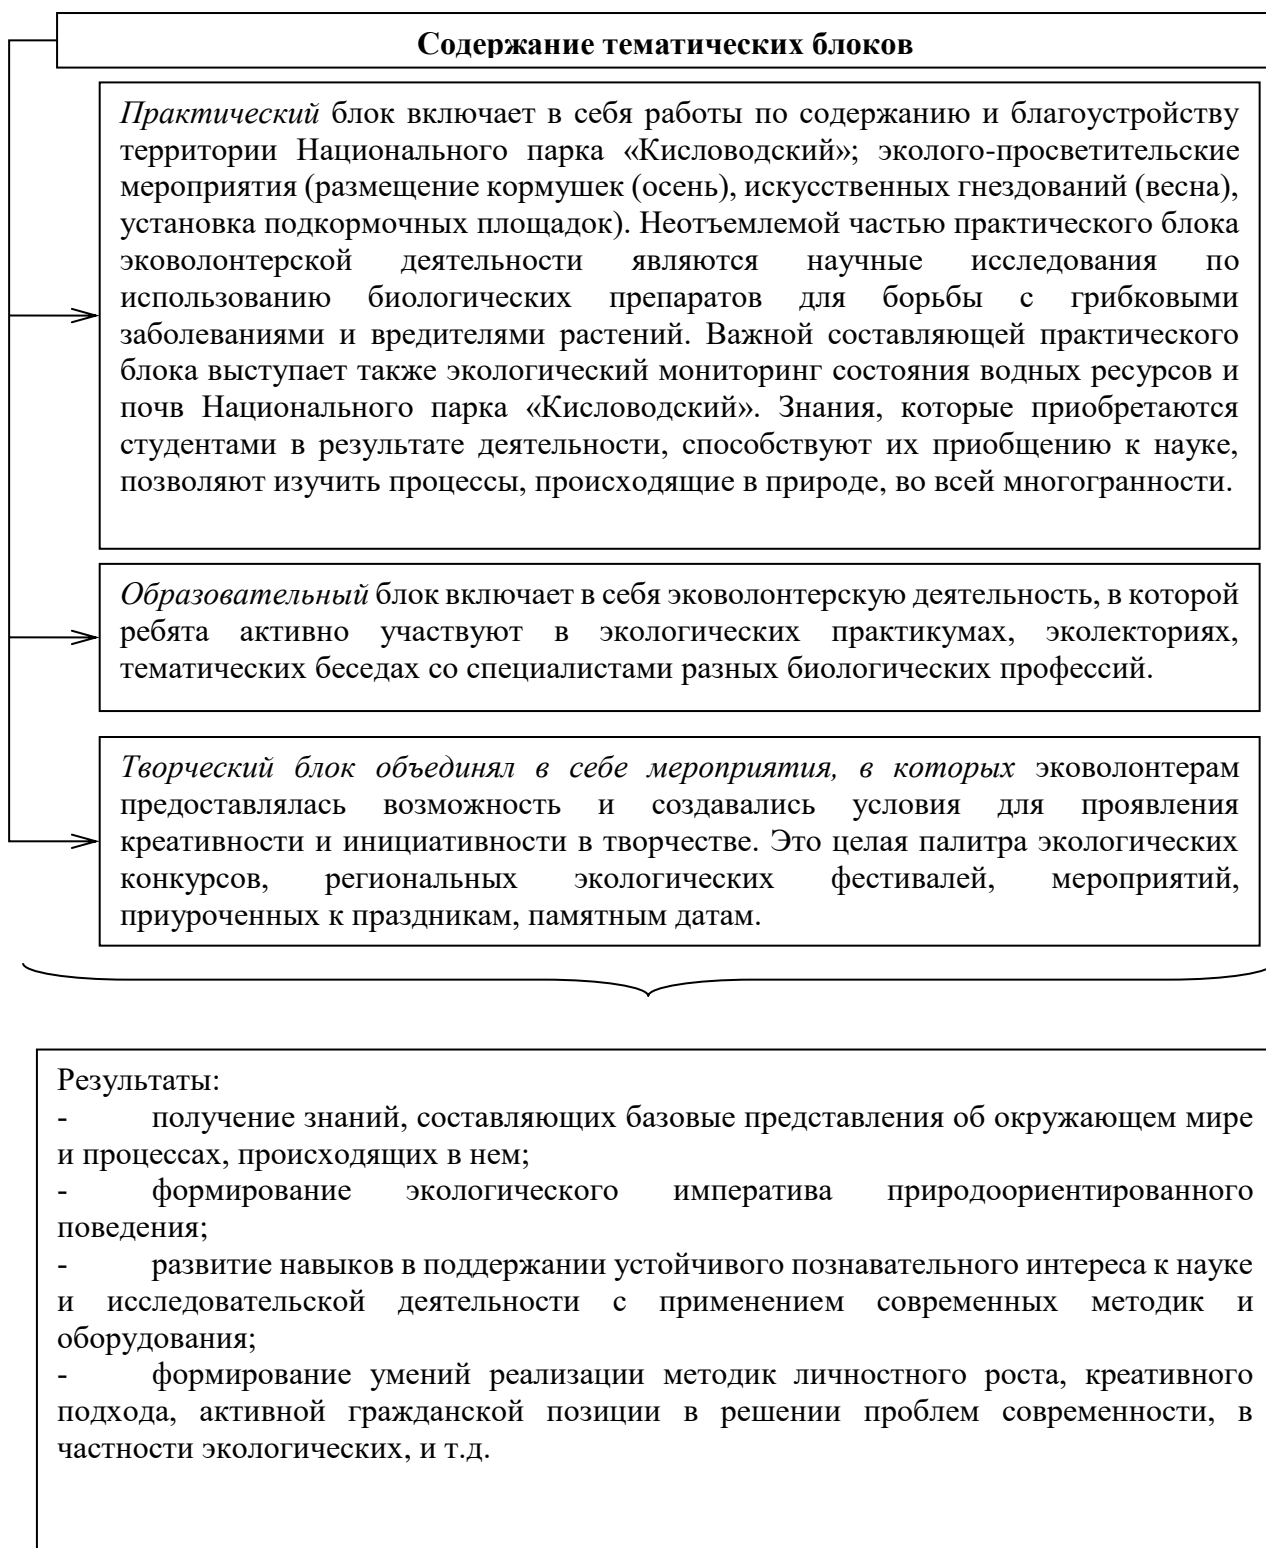 Содержание тематических блоков
Практический блок включает в себя работы по содержанию и благоустройству
территории Национального парка «Кисловодский»; эколого-просветительские
мероприятия (размещение кормушек (осень), искусственных гнездований (весна),
установка подкормочных площадок). Неотъемлемой частью практического блока
эковолонтерской деятельности являются научные исследования по
использованию биологических препаратов для борьбы с грибковыми
заболеваниями и вредителями растений. Важной составляющей практического
блока выступает также экологический мониторинг состояния водных ресурсов и
почв Национального парка «Кисловодский». Знания, которые приобретаются
студентами в результате деятельности, способствуют их приобщению к науке,
позволяют изучить процессы, происходящие в природе, во всей многогранности.
Образовательный блок включает в себя эковолонтерскую деятельность, в которой
ребята активно участвуют в экологических практикумах, эколекториях,
тематических беседах со специалистами разных биологических профессий.
Творческий блок объединял в себе мероприятия, в которых эковолонтерам
предоставлялась возможность и создавались условия для проявления
креативности и инициативности в творчестве. Это целая палитра экологических
конкурсов, региональных экологических фестивалей, мероприятий,
приуроченных к праздникам, памятным датам.
Результаты:
- получение знаний, составляющих базовые представления об окружающем мире
и процессах, происходящих в нем;
- формирование экологического императива природоориентированного
поведения;
- развитие навыков в поддержании устойчивого познавательного интереса к науке
и исследовательской деятельности с применением современных методик и
оборудования;
- формирование умений реализации методик личностного роста, креативного
подхода, активной гражданской позиции в решении проблем современности, в
частности экологических, и т.д.